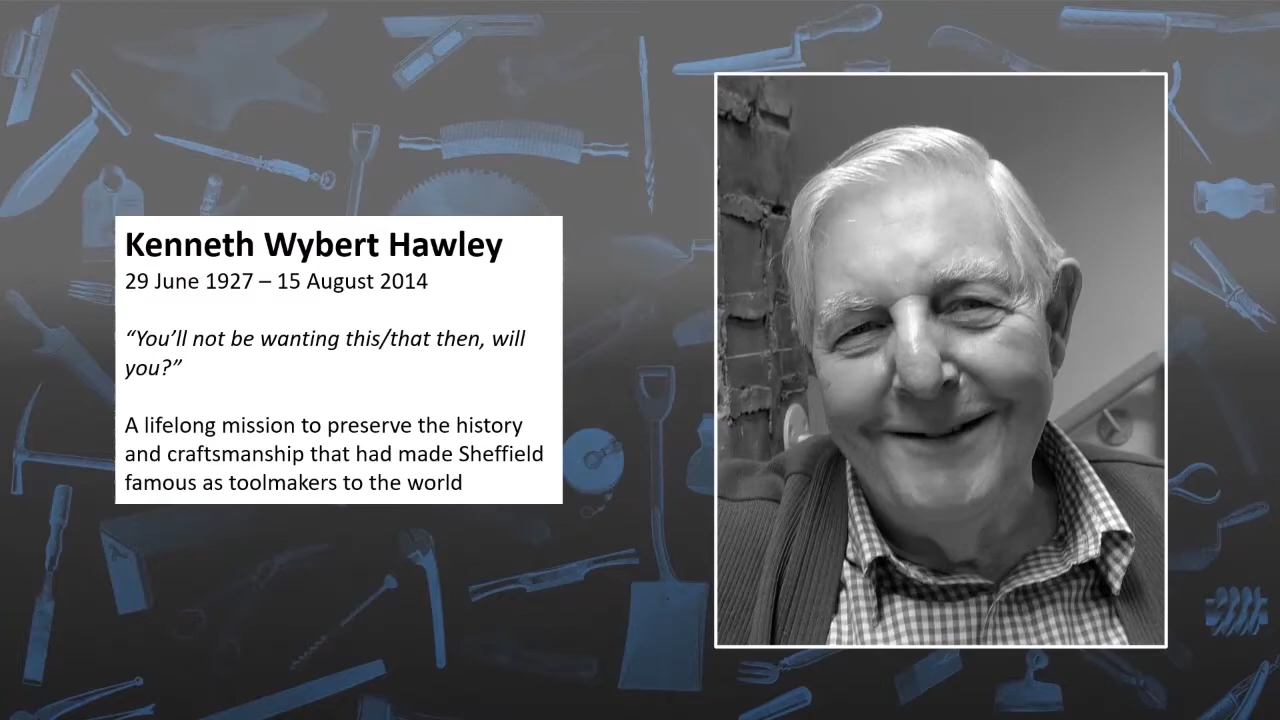 Kenneth Wybert Hawley
29 June 1927 – 15 August 2014
“You’ll not be wanting this/that then, will
you?”
A lifelong mission to preserve the history
and craftsmanship that had made Sheffield
famous as toolmakers to the world